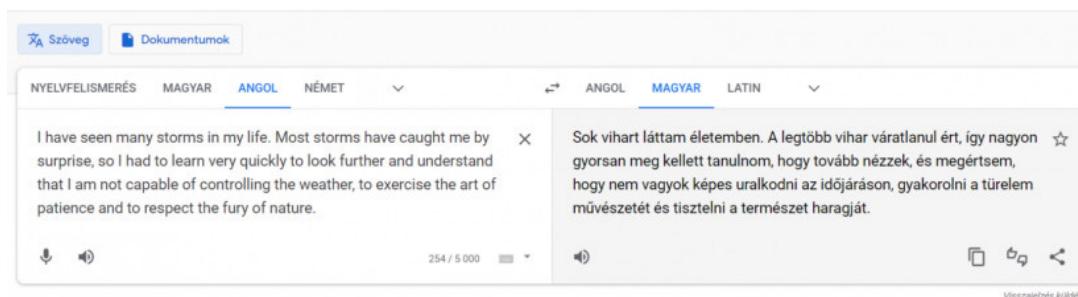 Szöveg
Dokumentumok
NYELVFELISMERÉS MAGYAR ANGOL NÉMET
ANGOL MAGYAR LATIN
I have seen many storms in my life. Most storms have caught me by
surprise, so I had to learn very quickly to look further and understand
that I am not capable of controlling the weather, to exercise the art of
patience and to respect the fury of nature.
254 / 5 000
Sok vihart láttam életemben. A legtöbb vihar váratlanul ért, így nagyon
gyorsan meg kellett tanulnom, hogy tovább nézzek, és megértsem,
hogy nem vagyok képes uralkodni az időjáráson, gyakorolni a türelem
művészetét és tisztelni a természet haragját.